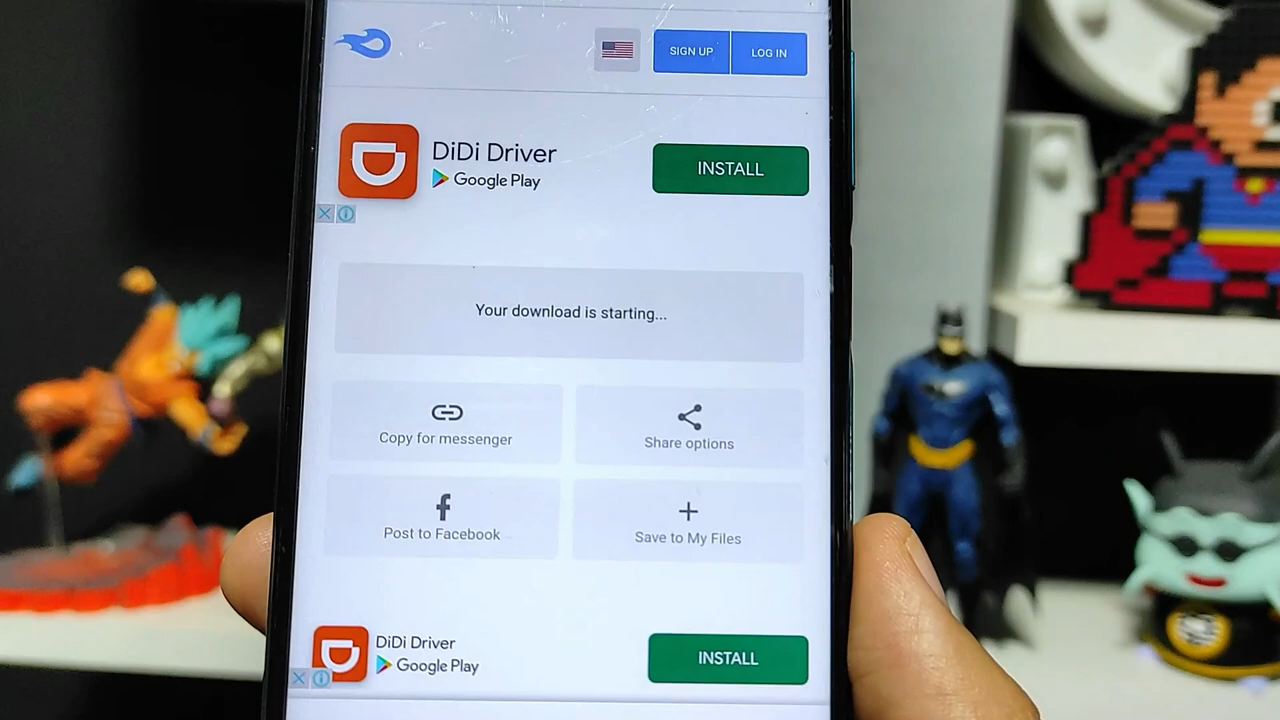 SIGN UP
LOG IN
DiDi Driver
Google Play
INSTALL
Your download is starting...
Copy for messenger
Share options
Post to Facebook
Save to My Files
DiDi Driver
Google Play
INSTALL